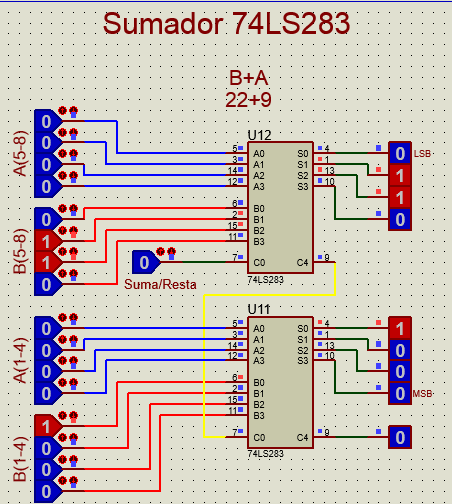 Sumador 74LS283
B+A
22+9
U12
A(5-8)
0
0
0
0
B(5-8)
0
1
1
0
5 A0 S0 4
3 A1 S1 1
14 A2 S2 13
12 A3 S3 10
6 B0
2 B1
15 B2
11 B3
7 C0 C4 9
74LS283
0 LSB
1
1
0
0
Suma/Resta
U11
A(1-4)
0
0
0
0
B(1-4)
1
0
0
0
5 A0 S0 4
3 A1 S1 1
14 A2 S2 13
12 A3 S3 10
6 B0
2 B1
15 B2
11 B3
7 C0 C4 9
74LS283
1
0
0
0 MSB
0